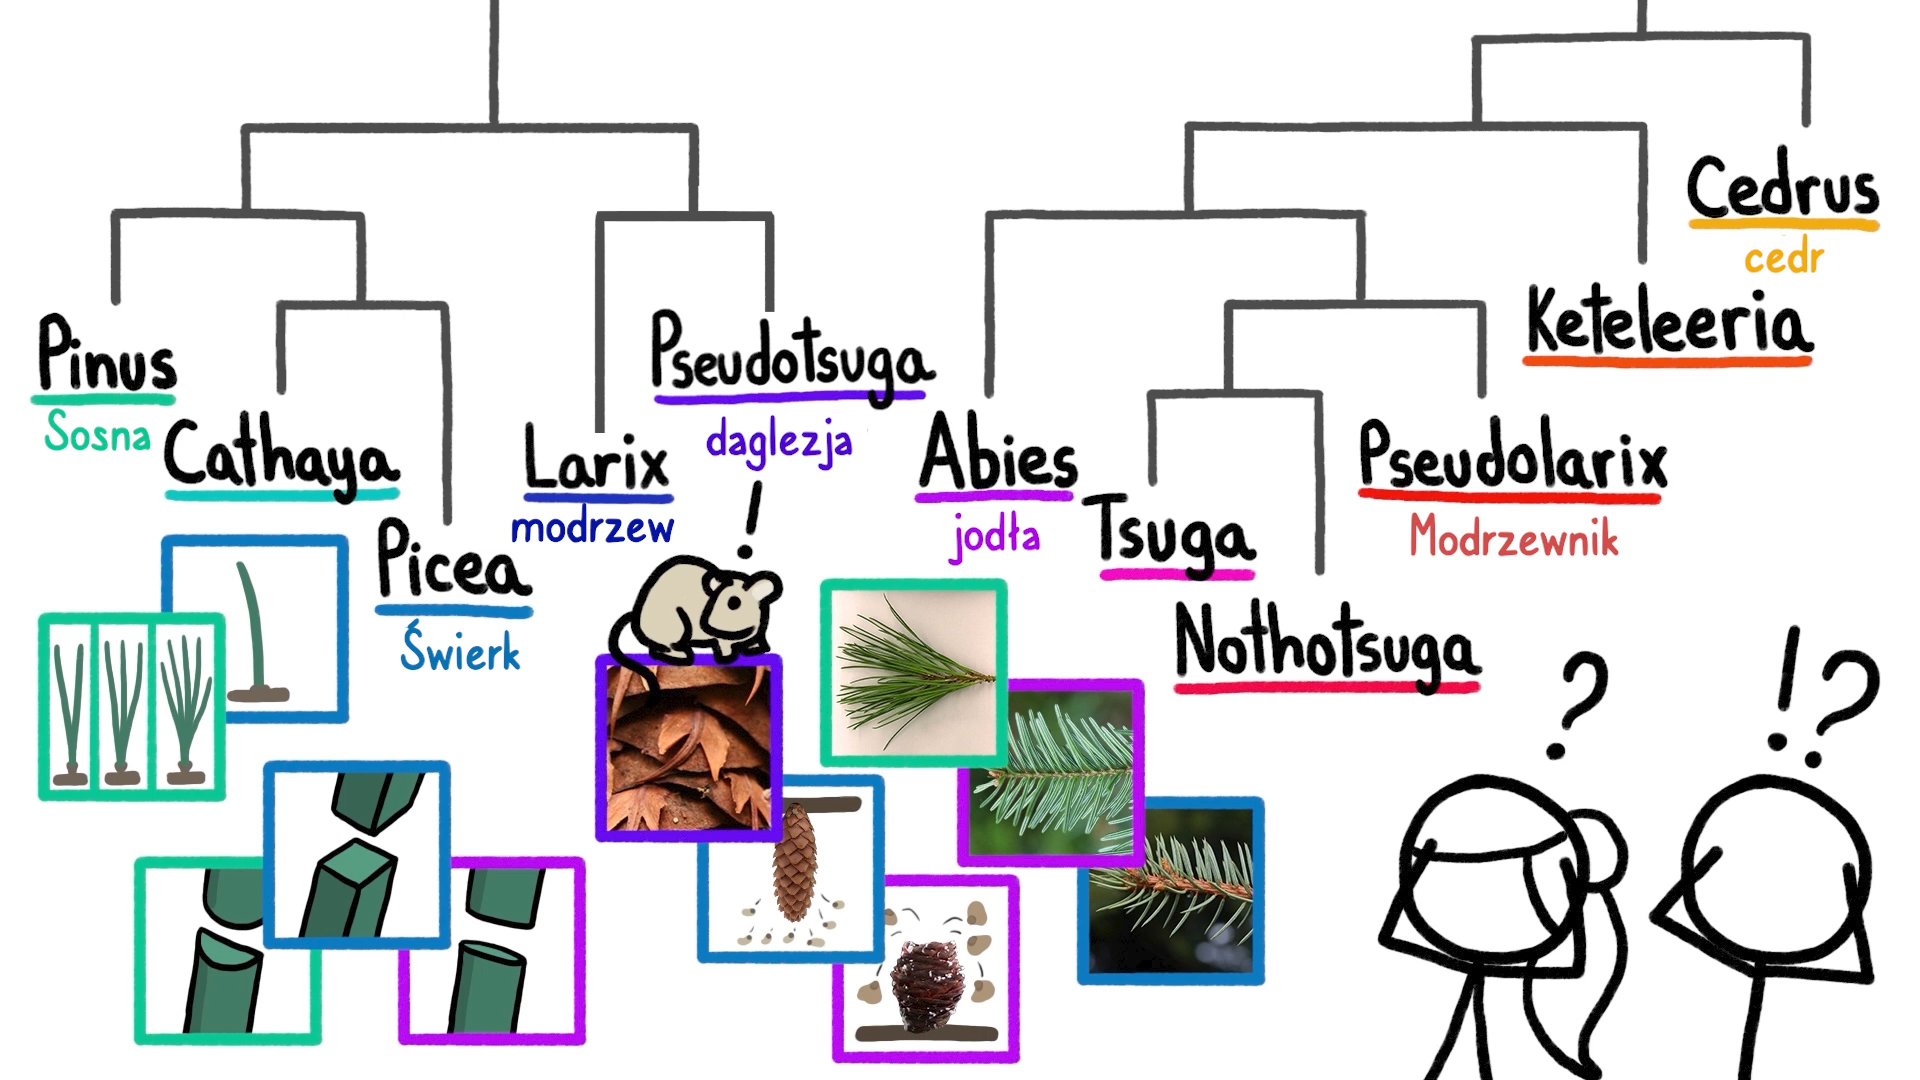 Cedrus
cedr
Keteleeria
Pinus
Sosna
Pseudotsuga
daglezja
Cathaya
Larix
modrzew
Abies
jodła
Pseudolarix
Modrzewnik
Tsuga
Picea
Świerk
Nothotsuga
!
?
!?